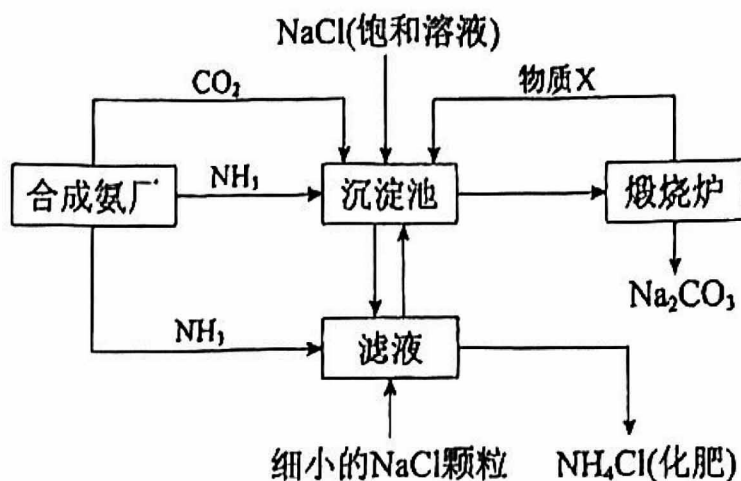 NaCl(饱和溶液)
CO₂
物质X
合成氨厂
NH₃
沉淀池
煅烧炉
Na₂CO₃
NH₃
滤液
细小的NaCl颗粒
NH₄Cl(化肥)